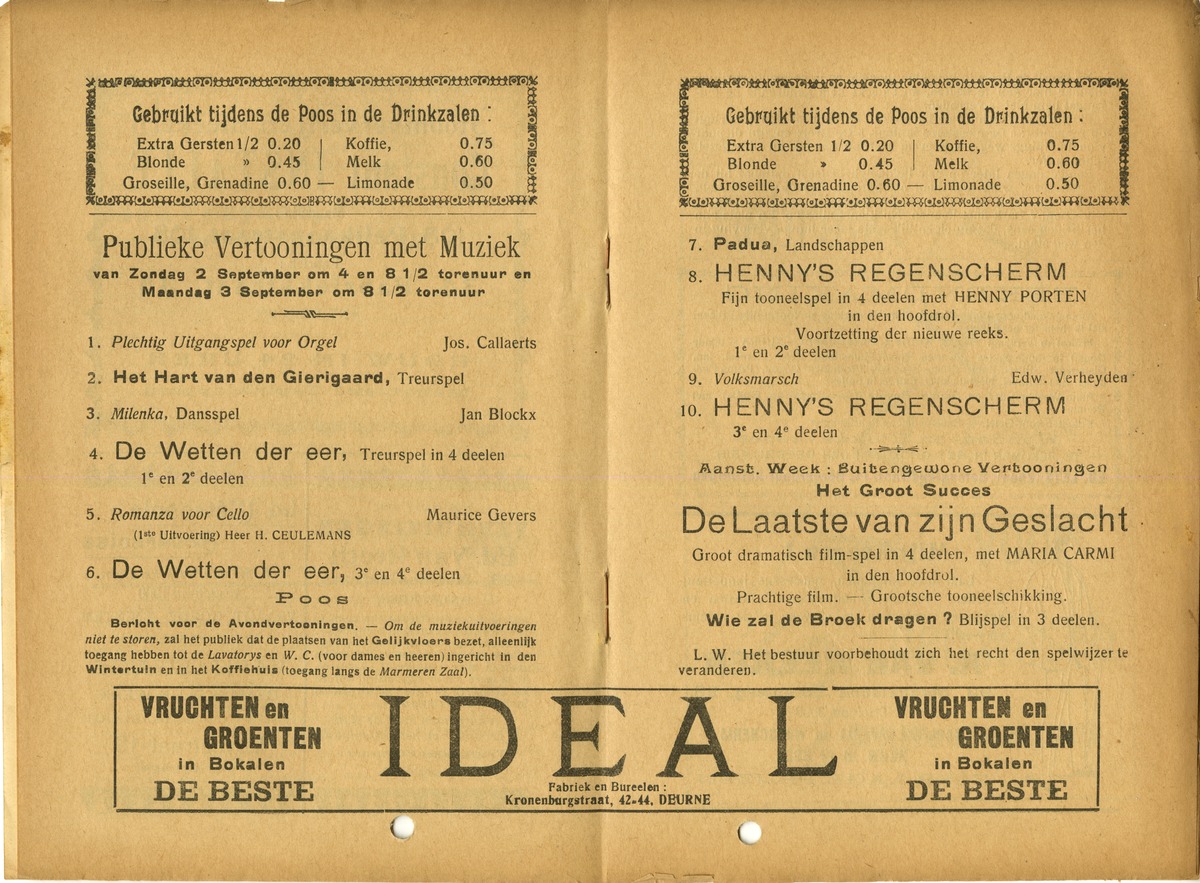 Gebruikt tijdens de Poos in de Drinkzalen :
Extra Gersten 1/2 0.20 | Koffie, 0.75
Blonde » 0.45 | Melk 0.60
Groseille, Grenadine 0.60 — Limonade 0.50
Publieke Vertooningen met Muziek
van Zondag 2 September om 4 en 8 1/2 torenuur en
Maandag 3 September om 8 1/2 torenuur
1. Plechtig Uitgangspel voor Orgel Jos. Callaerts
2. Het Hart van den Gierigaard, Treurspel
3. Milenka, Dansspel Jan Blockx
4. De Wetten der eer, Treurspel in 4 deelen
1e en 2e deelen
5. Romanza voor Cello Maurice Gevers
(1ste Uitvoering) Heer H. CEULEMANS
6. De Wetten der eer, 3e en 4e deelen
Poos
Bericht voor de Avondvertooningen. — Om de muziekuitvoeringen
niet te storen, zal het publiek dat de plaatsen van het Gelijkvloers bezet, alleenlijk
toegang hebben tot de Lavatorys en W. C. (voor dames en heeren) ingericht in den
Wintertuin en in het Koffiehuis (toegang langs de Marmeren Zaal).
Gebruikt tijdens de Poos in de Drinkzalen :
Extra Gersten 1/2 0.20 | Koffie, 0.75
Blonde » 0.45 | Melk 0.60
Groseille, Grenadine 0.60 — Limonade 0.50
7. Padua, Landschappen
8. HENNY'S REGENSCHERM
Fijn tooneelspel in 4 deelen met HENNY PORTEN
in den hoofdrol.
Voortzetting der nieuwe reeks.
1e en 2e deelen
9. Volksmarsch Edw. Verheyden
10. HENNY'S REGENSCHERM
3e en 4e deelen
Aanst. Week : Buitengewone Vertooningen
Het Groot Succes
De Laatste van zijn Geslacht
Groot dramatisch film-spel in 4 deelen, met MARIA CARMI
in den hoofdrol.
Prachtige film. — Grootsche tooneelschikking.
Wie zal de Broek dragen ? Blijspel in 3 deelen.
L. W. Het bestuur voorbehoudt zich het recht den spelwijzer te
veranderen.
VRUCHTEN en
GROENTEN
in Bokalen
DE BESTE
IDEAL
Fabriek en Bureelen :
Kronenburgstraat, 42-44, DEURNE
VRUCHTEN en
GROENTEN
in Bokalen
DE BESTE